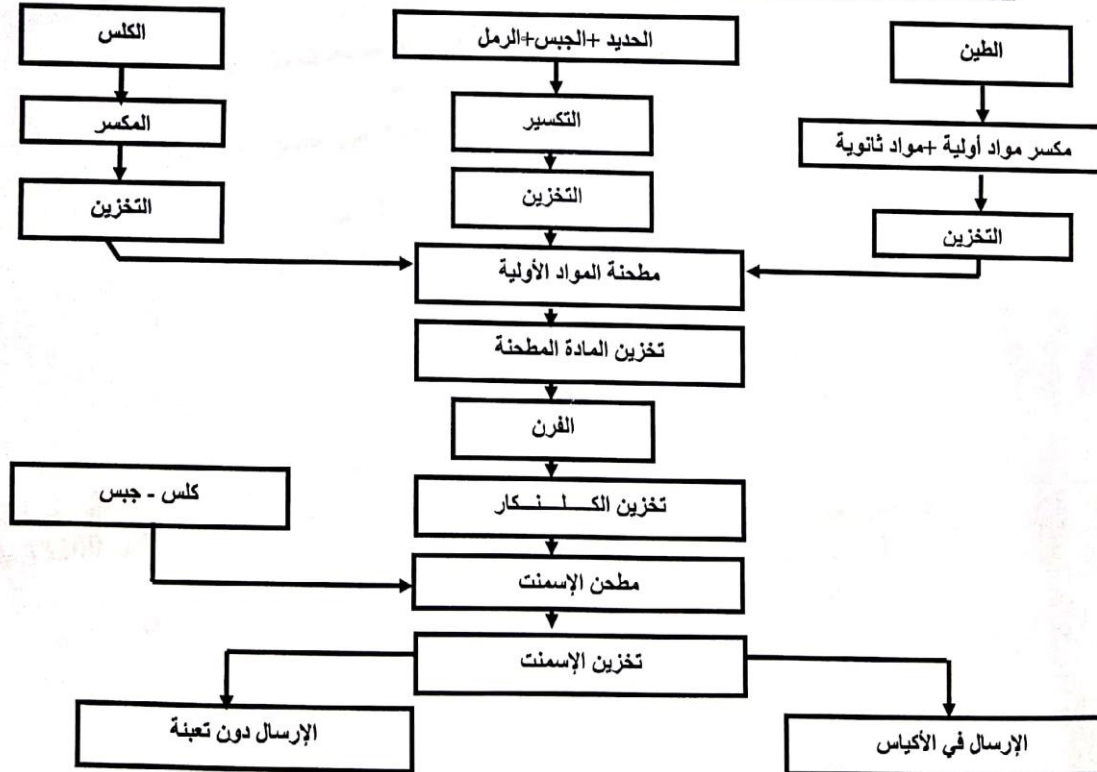 الكلس
الحديد +الجبس+الرمل
الطين
المكسر
التكسير
مكسر مواد أولية +مواد ثانوية
التخزين
التخزين
التخزين
مطحنة المواد الأولية
تخزين المادة المطحنة
الفرن
كلس - جبس
تخزين الكـــلـــنـــكار
مطحن الإسمنت
تخزين الإسمنت
الإرسال دون تعبئة
الإرسال في الأكياس